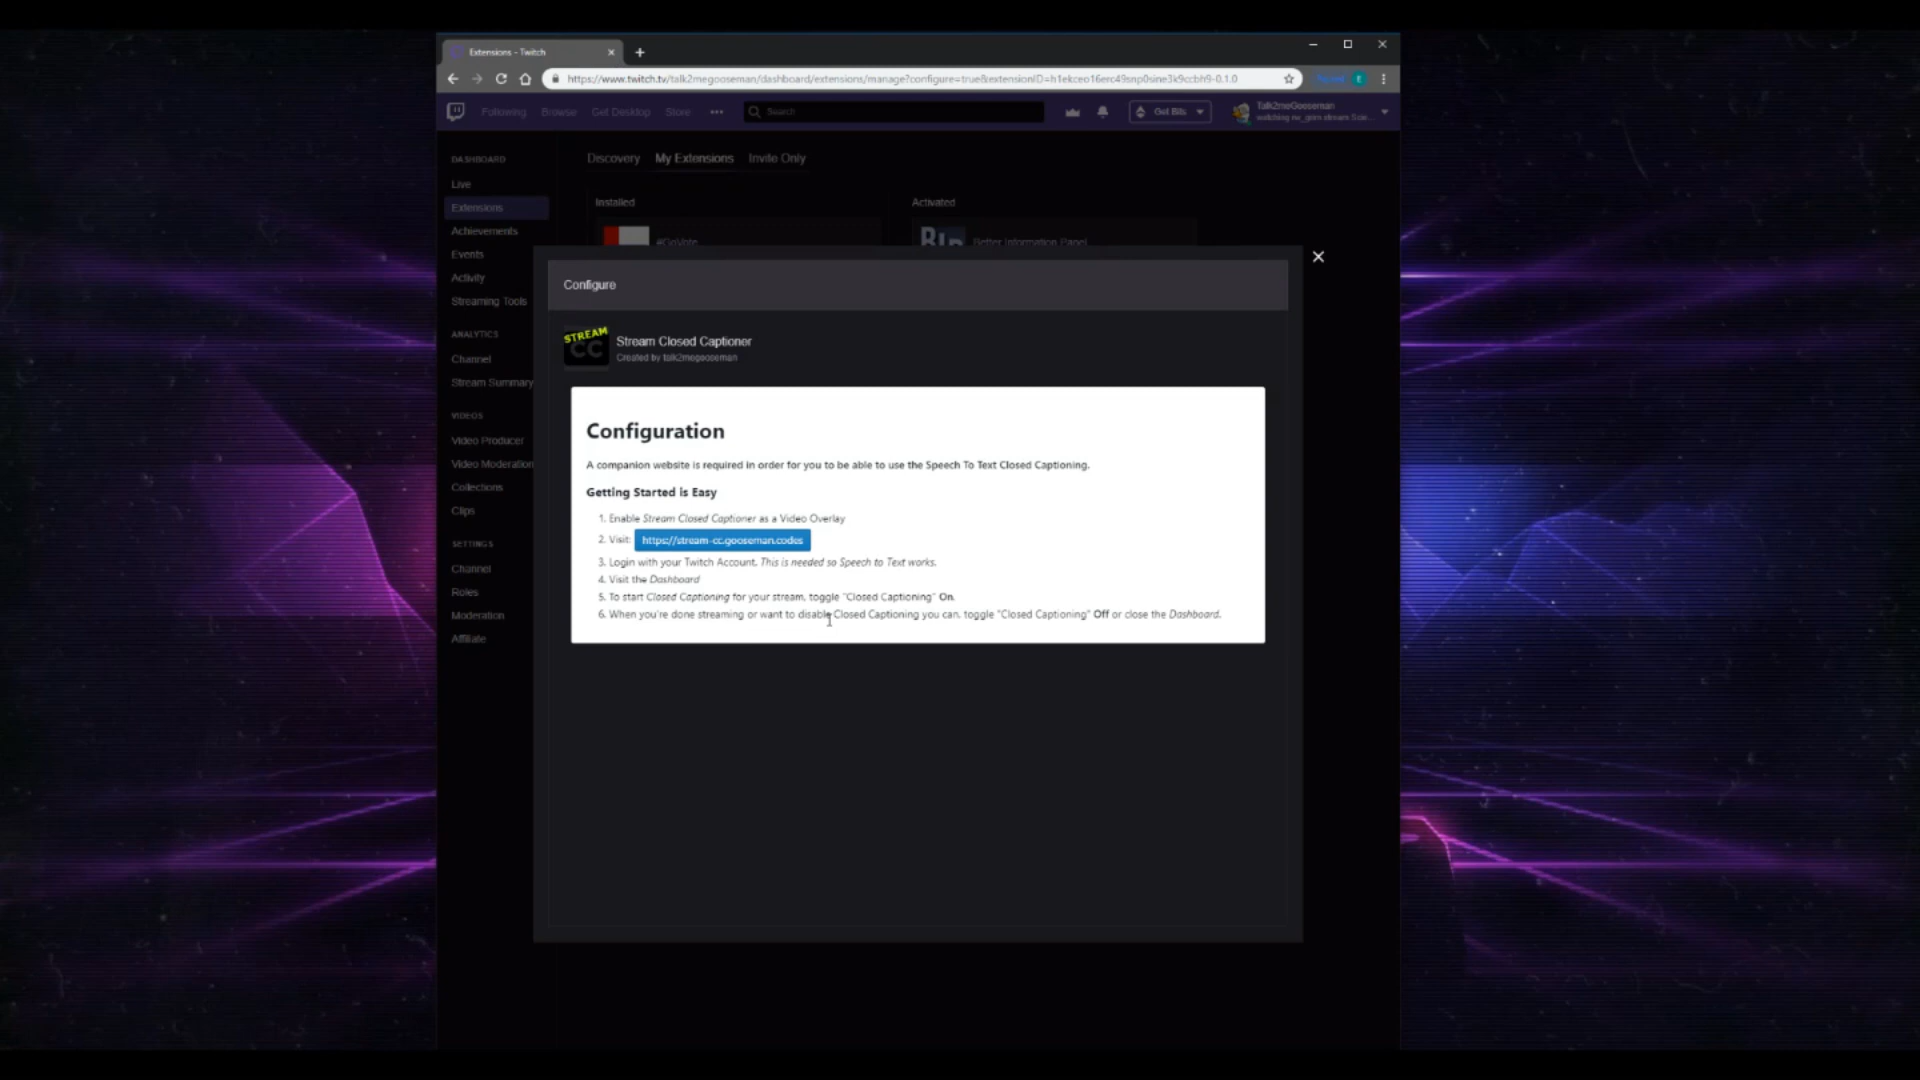 Extensions - Twitch
https://www.twitch.tv/talk2megooseman/dashboard/extensions/manage?configure=true&extensionID=h1ekceo16erc49snp0sine3k9ccbh9-0.1.0
Following Browse Get Desktop Store Search Get Bits Talk2meGooseman
DASHBOARD
Discovery My Extensions Invite Only
Live
Installed Activated
Extensions
Achievements
#GoVote Better Information Panel
Events
Activity
Configure
Streaming Tools
ANALYTICS
STREAM
CC
Stream Closed Captioner
Created by talk2megooseman
Channel
Stream Summary
VIDEOS
Configuration
Video Producer
Video Moderation
A companion website is required in order for you to be able to use the Speech To Text Closed Captioning.
Collections
Getting Started is Easy
Clips
1. Enable Stream Closed Captioner as a Video Overlay
SETTINGS
2. Visit: https://stream-cc.gooseman.codes
3. Login with your Twitch Account. This is needed so Speech to Text works.
Channel
4. Visit the Dashboard
Roles
5. To start Closed Captioning for your stream, toggle "Closed Captioning" On.
Moderation
6. When you're done streaming or want to disable Closed Captioning you can, toggle "Closed Captioning" Off or close the Dashboard.
Affiliate